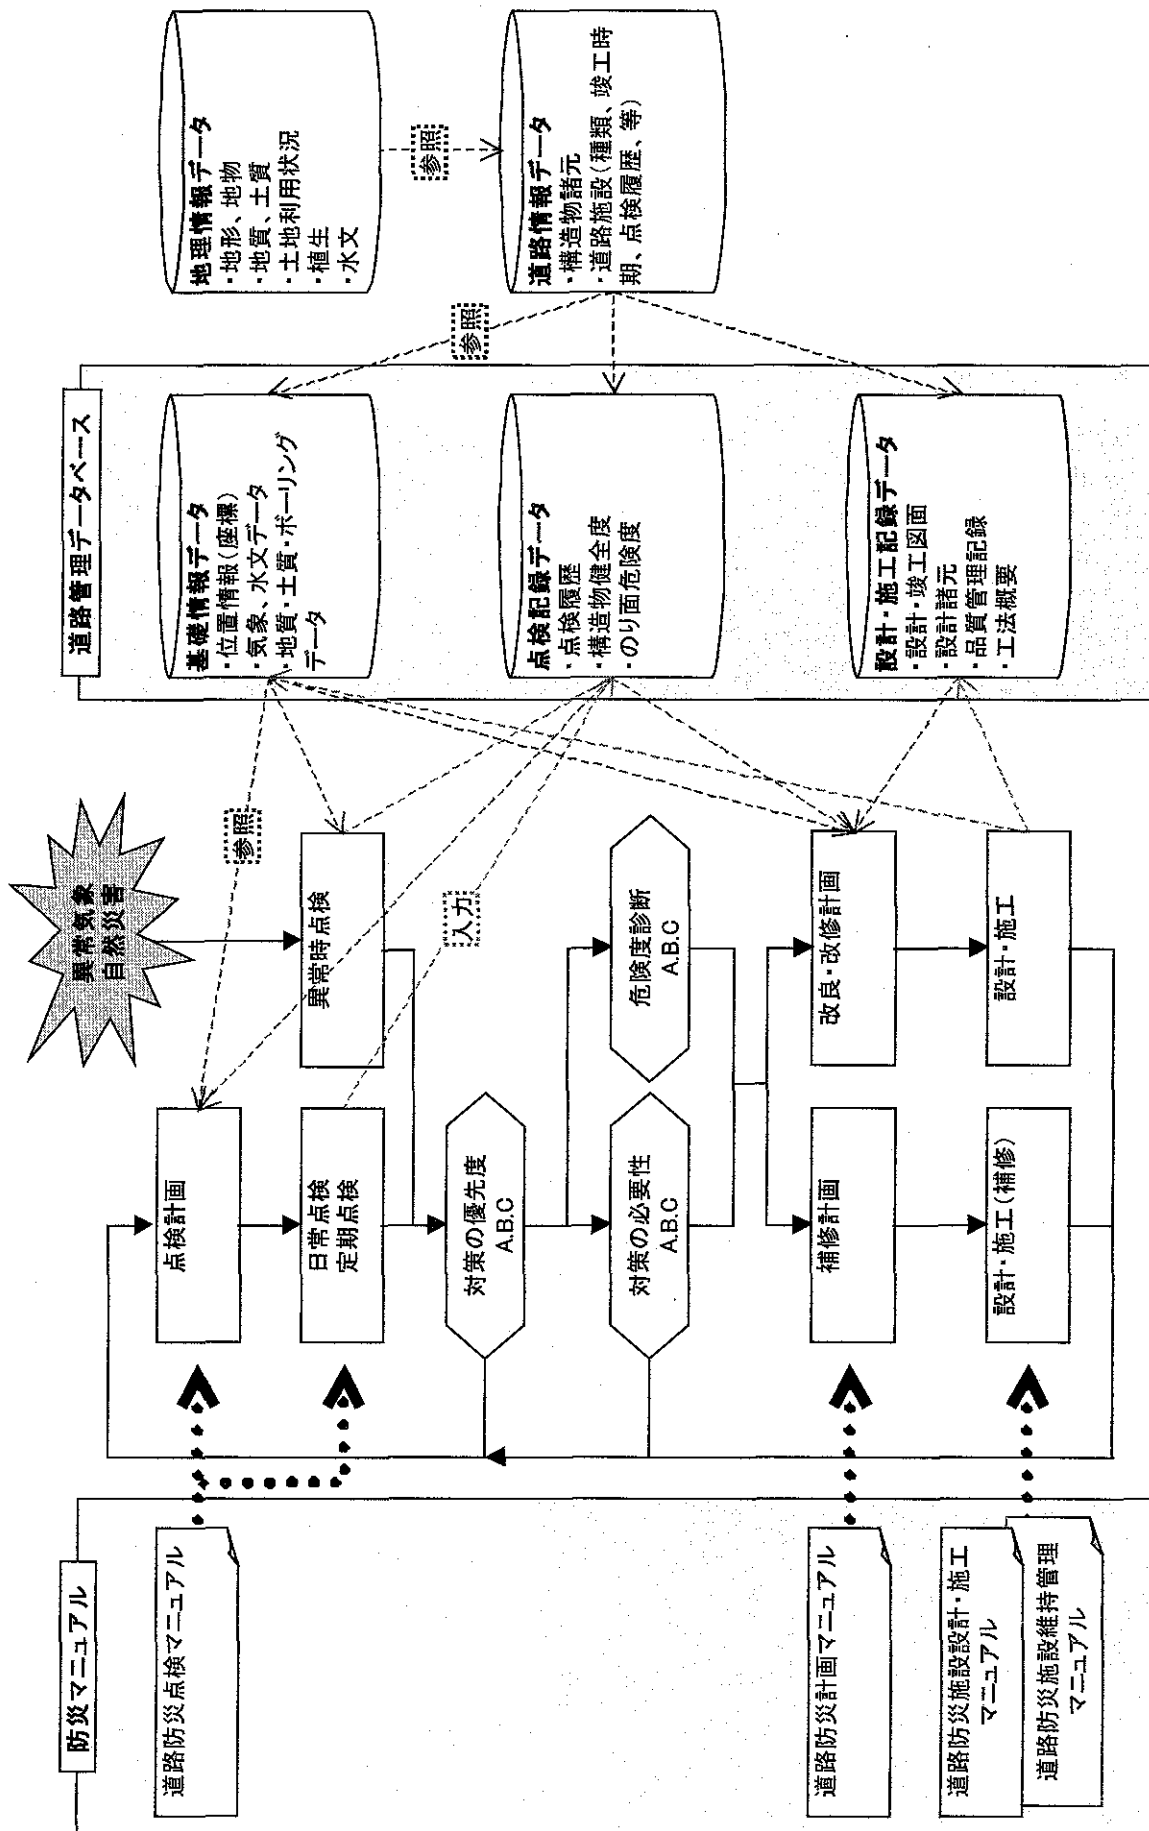 防災マニュアル
道路防災点検マニュアル
道路防災計画マニュアル
道路防災施設設計・施工
マニュアル
道路防災施設維持管理
マニュアル
異常気象
自然災害
点検計画
日常点検
定期点検
異常時点検
対策の優先度
A.B.C
対策の必要性
A.B.C
危険度診断
A.B.C
補修計画
改良・改修計画
設計・施工(補修)
設計・施工
参照
入力
道路管理データベース
基礎情報データ
・位置情報(座標)
・気象、水文データ
・地質・土質・ボーリング
データ
点検記録データ
・点検履歴
・構造物健全度
・のり面危険度
設計・施工記録データ
・設計・竣工図面
・設計諸元
・品質管理記録
・工法概要
参照
地理情報データ
・地形、地物
・地質、土質
・土地利用状況
・植生
・水文
参照
道路情報データ
・構造物諸元
・道路施設(種類、竣工時
期、点検履歴、等)